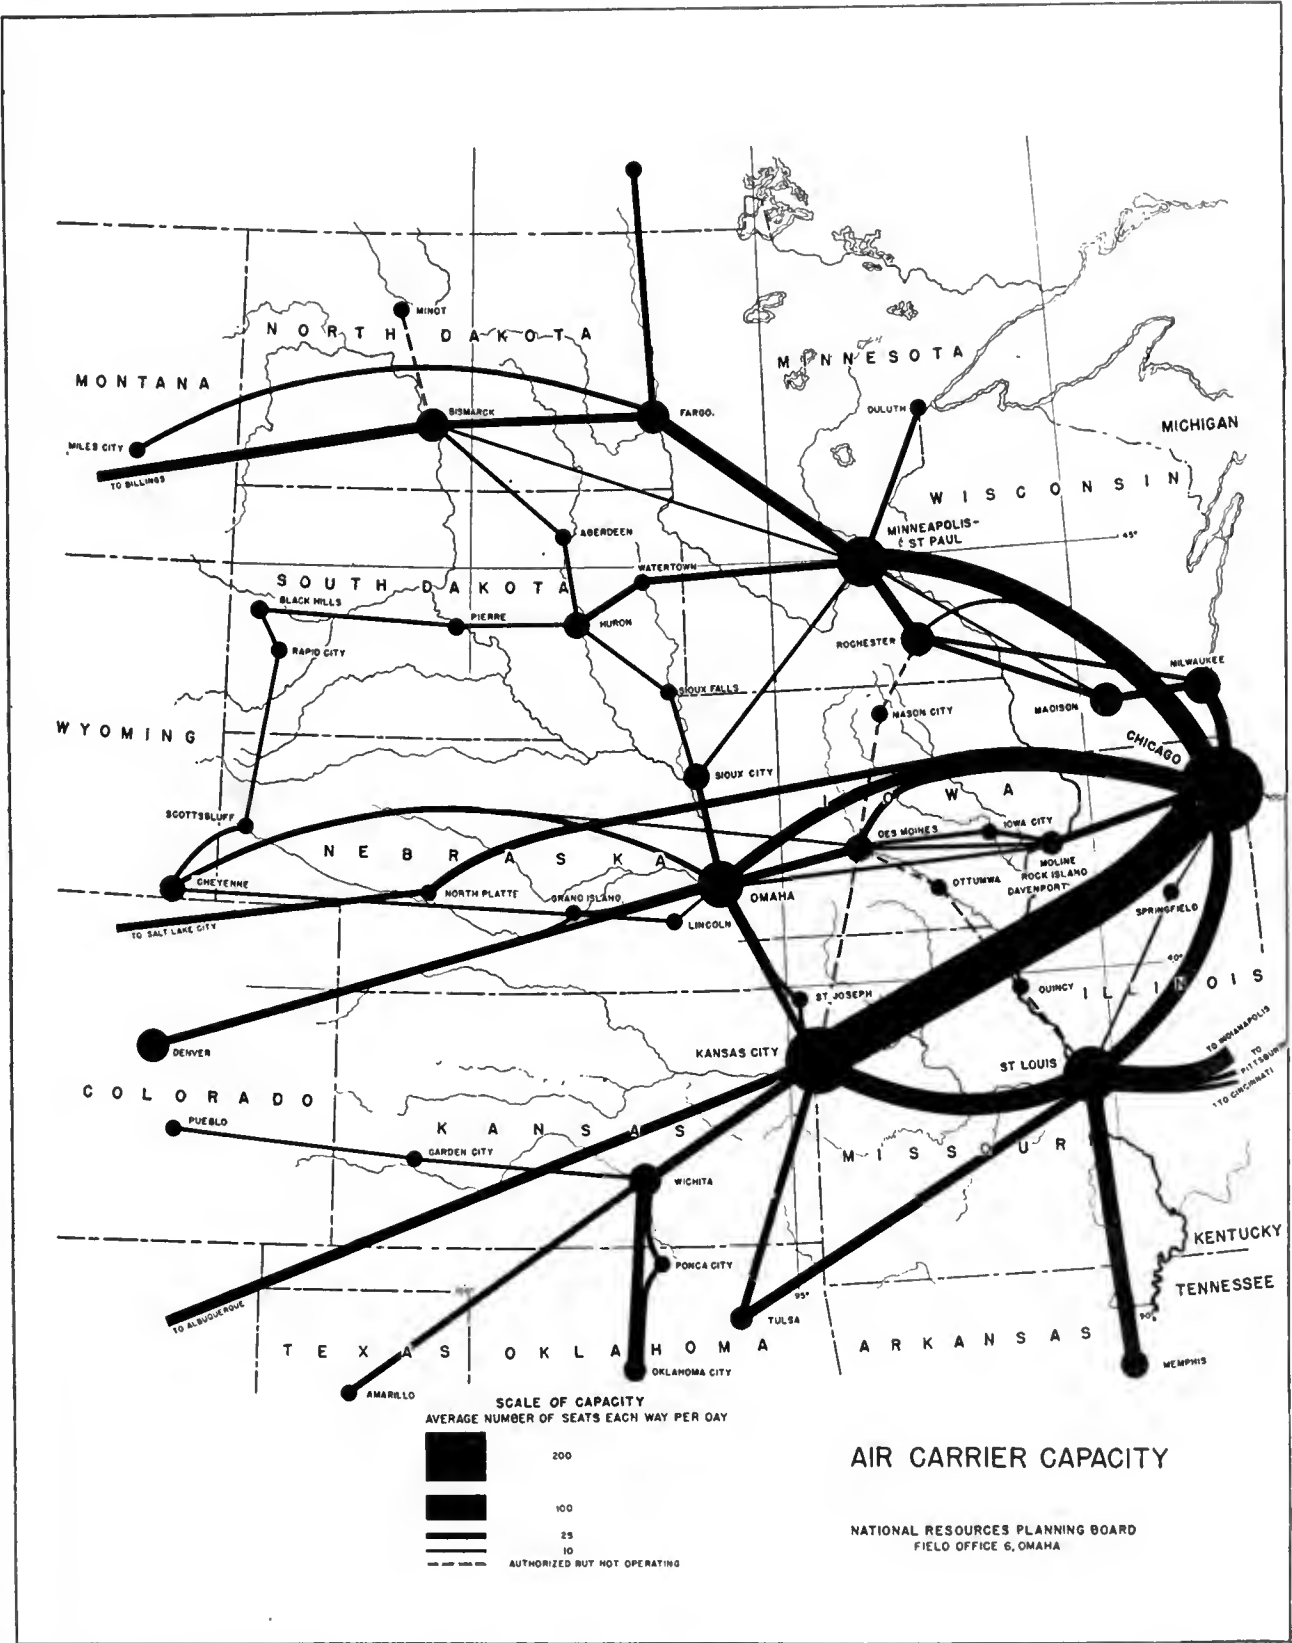 MINOT
NORTH DAKOTA
MINNESOTA
MONTANA
BISMARCK
FARGO.
DULUTH
MICHIGAN
MILES CITY
TO BILLINGS
WISCONSIN
MINNEAPOLIS-
ST PAUL
45°
ABERDEEN
WATERTOWN
SOUTH DAKOTA
BLACK HILLS
PIERRE
HURON
ROCHESTER
RAPID CITY
MILWAUKEE
SIOUX FALLS
MADISON
MASON CITY
WYOMING
CHICAGO
SIOUX CITY
IOWA
SCOTTSBLUFF
DES MOINES
IOWA CITY
NEBRASKA
MOLINE
ROCK ISLAND
DAVENPORT
CHEYENNE
NORTH PLATTE
GRAND ISLAND
OMAHA
OTTUMWA
SPRINGFIELD
TO SALT LAKE CITY
LINCOLN
40°
ST JOSEPH
QUINCY
ILLINOIS
DENVER
KANSAS CITY
ST LOUIS
TO INDIANAPOLIS
TO
PITTSBURGH
TO CINCINNATI
COLORADO
PUEBLO
KANSAS
GARDEN CITY
MISSOURI
WICHITA
KENTUCKY
PONCA CITY
TENNESSEE
95°
90°
TO ALBUQUERQUE
TULSA
TEXAS
OKLAHOMA
ARKANSAS
OKLAHOMA CITY
MEMPHIS
AMARILLO
SCALE OF CAPACITY
AVERAGE NUMBER OF SEATS EACH WAY PER DAY
200
100
25
10
AUTHORIZED BUT NOT OPERATING
AIR CARRIER CAPACITY
NATIONAL RESOURCES PLANNING BOARD
FIELD OFFICE 6, OMAHA